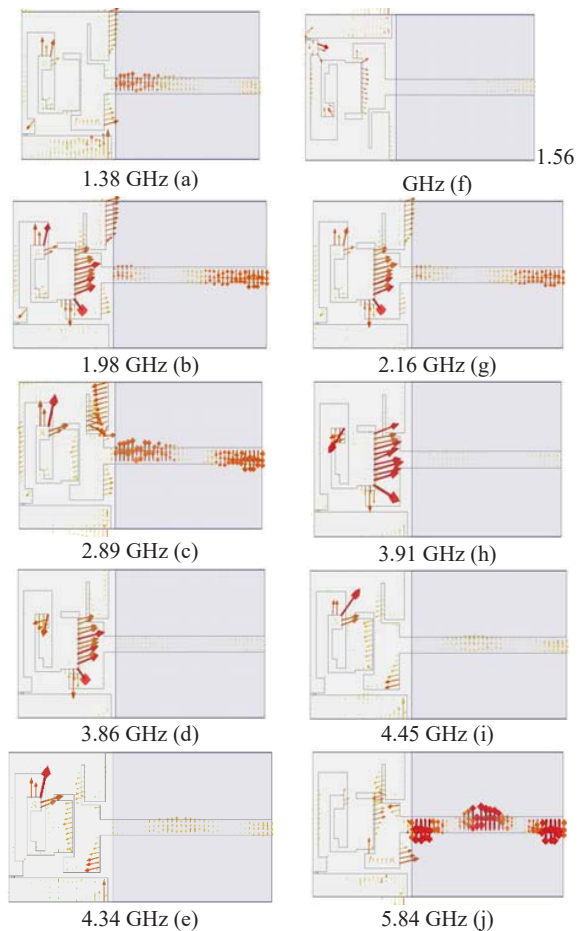 1.38 GHz (a)
1.56
GHz (f)
1.98 GHz (b)
2.16 GHz (g)
2.89 GHz (c)
3.91 GHz (h)
3.86 GHz (d)
4.45 GHz (i)
4.34 GHz (e)
5.84 GHz (j)